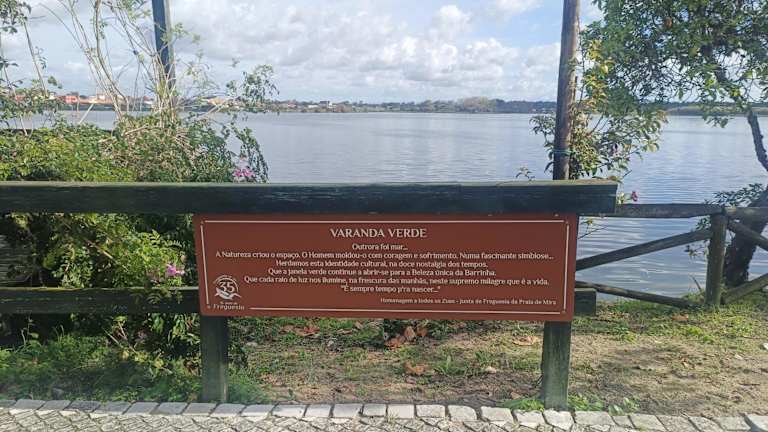 VARANDA VERDE
Outrora foi mar...
A Natureza criou o espaço. O Homem moldou-o com coragem e sofrimento. Numa fascinante simbiose...
Herdamos esta identidade cultural, na doce nostalgia dos tempos.
Que a janela verde continue a abrir-se para a Beleza única da Barrinha.
Que cada raio de luz nos ilumine, na frescura das manhãs, neste supremo milagre que é a vida.
"É sempre tempo p'ra nascer..."
35
Freguesia
Homenagem a todos os Zuas - Junta de Freguesia da Praia de Mira